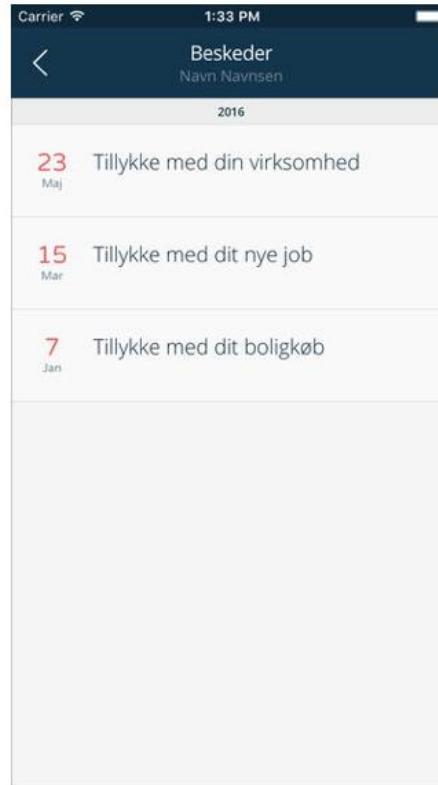 Carrier 1:33 PM
Beskeder
Navn Navnsen
2016
23 Tillykke med din virksomhed
Maj
15 Tillykke med dit nye job
Mar
7 Tillykke med dit boligkøb
Jan